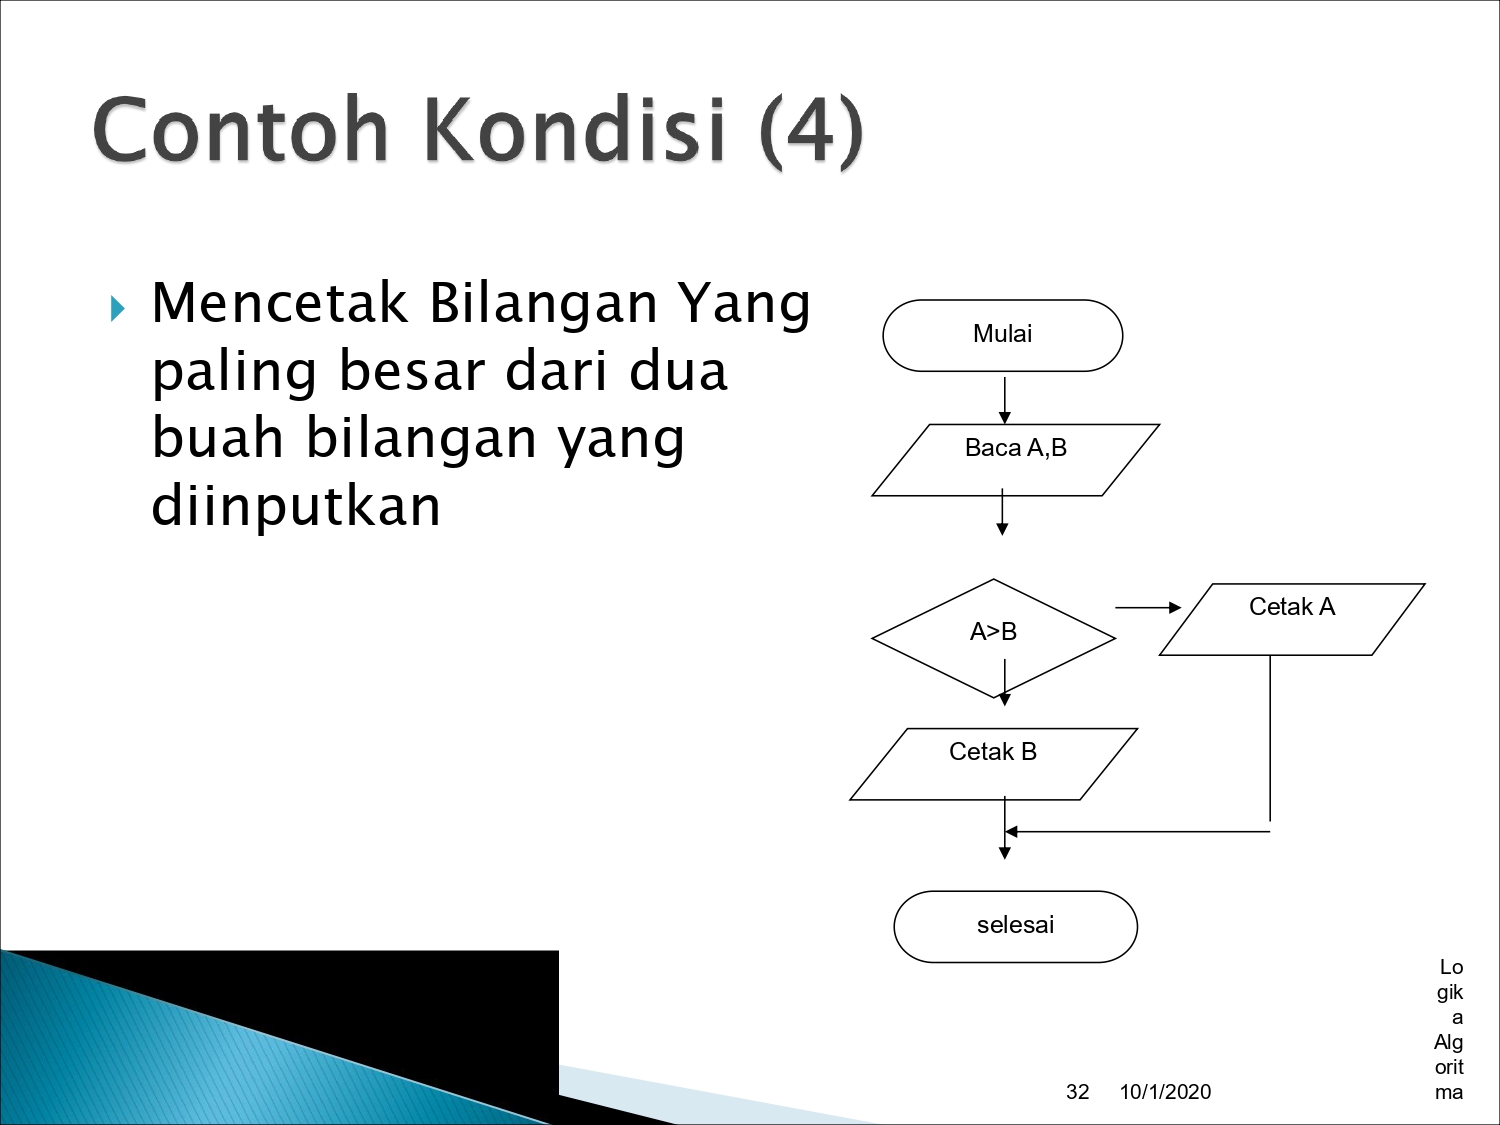 Contoh Kondisi (4)
Mencetak Bilangan Yang
paling besar dari dua
buah bilangan yang
diinputkan
Mulai
Baca A,B
A>B
Cetak A
Cetak B
selesai
Lo
gik
a
Alg
orit
ma
32
10/1/2020